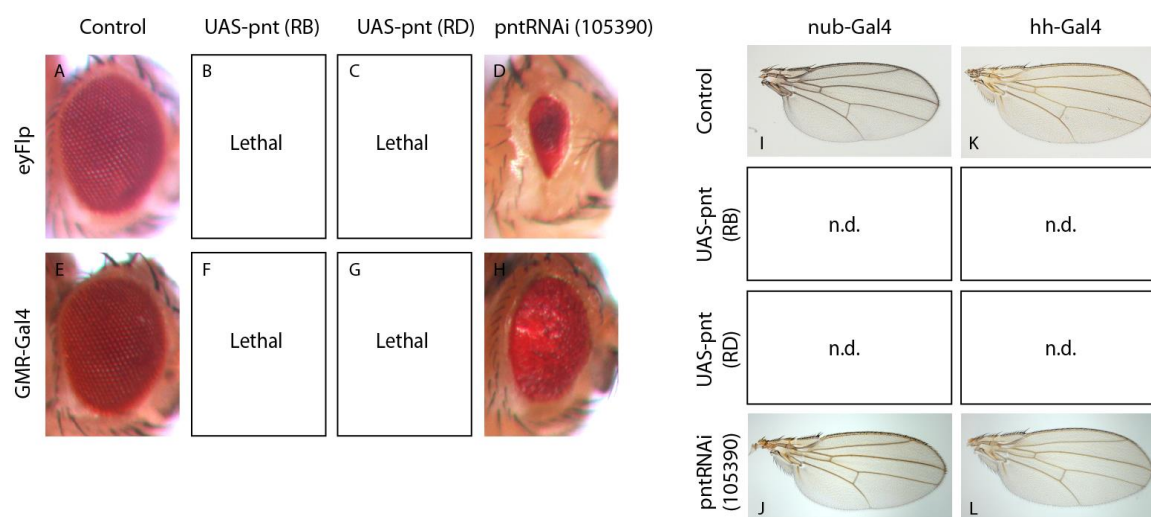 Control UAS-pnt (RB) UAS-pnt (RD) pntRNAi (105390)
eyFlp
A B C D
Lethal Lethal
GMR-Gal4
E F G H
Lethal Lethal
nub-Gal4 hh-Gal4
Control
I K
UAS-pnt
(RB)
n.d. n.d.
UAS-pnt
(RD)
n.d. n.d.
pntRNAi
(105390)
J L